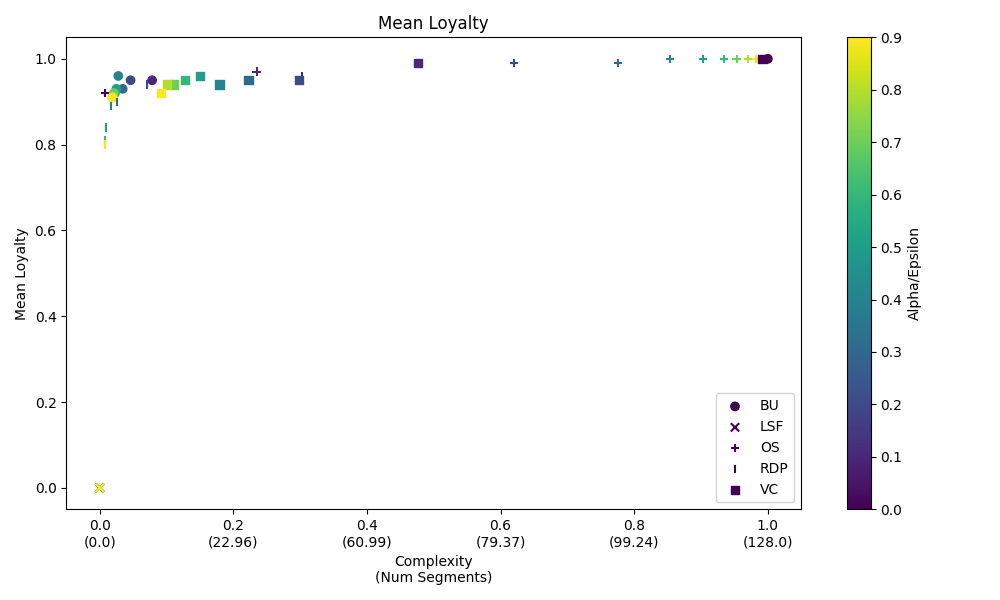 Mean Loyalty
1.0
0.8
0.6
0.4
0.2
0.0
Mean Loyalty
0.0
(0.0)
0.2
(22.96)
0.4
(60.99)
0.6
(79.37)
0.8
(99.24)
1.0
(128.0)
Complexity
(Num Segments)
BU
LSF
OS
RDP
VC
0.9
0.8
0.7
0.6
0.5
0.4
0.3
0.2
0.1
0.0
Alpha/Epsilon